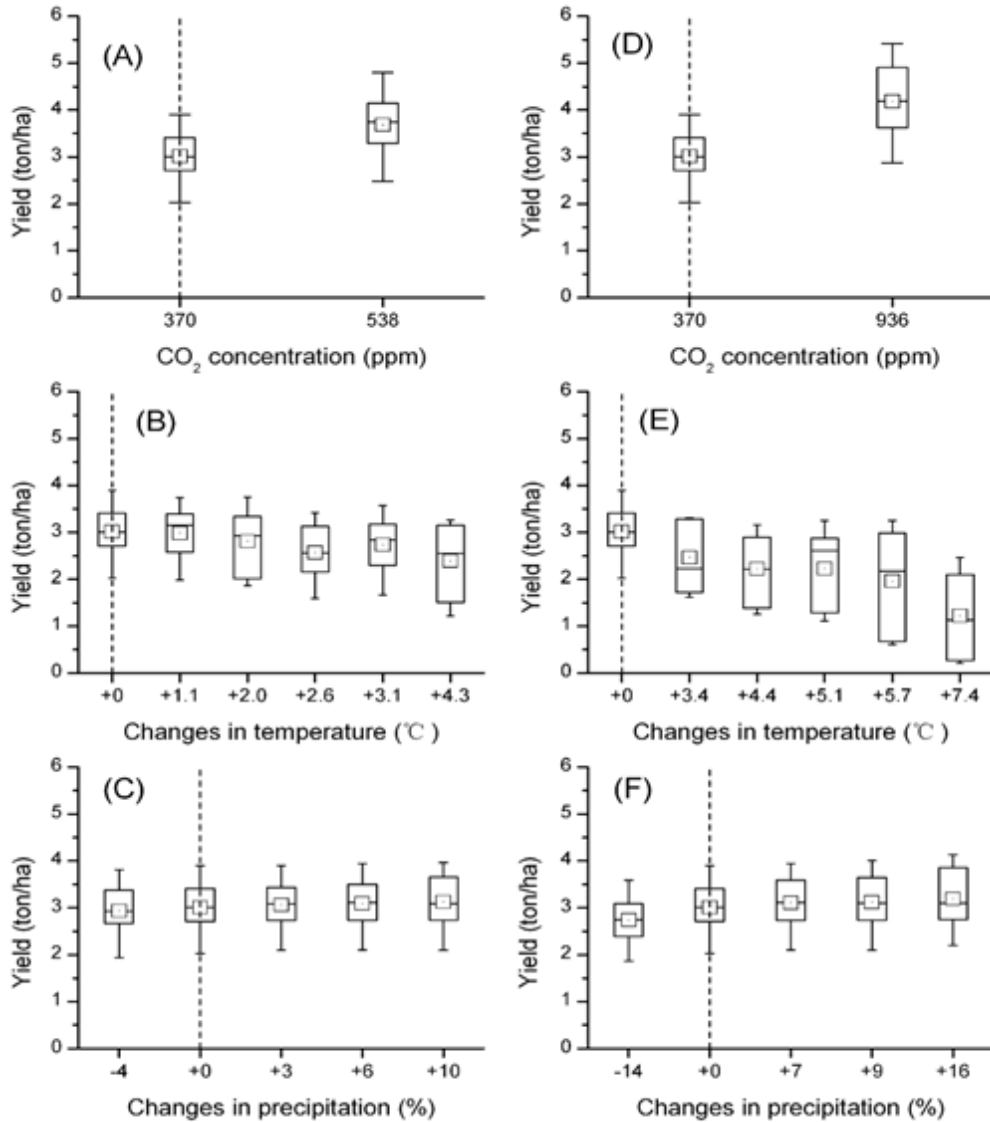 (A)
Yield (ton/ha)
6
5
4
3
2
1
0
370 538
CO₂ concentration (ppm)
(D)
Yield (ton/ha)
6
5
4
3
2
1
0
370 936
CO₂ concentration (ppm)
(B)
Yield (ton/ha)
6
5
4
3
2
1
0
+0 +1.1 +2.0 +2.6 +3.1 +4.3
Changes in temperature (℃ )
(E)
Yield (ton/ha)
6
5
4
3
2
1
0
+0 +3.4 +4.4 +5.1 +5.7 +7.4
Changes in temperature (℃ )
(C)
Yield (ton/ha)
6
5
4
3
2
1
0
-4 +0 +3 +6 +10
Changes in precipitation (%)
(F)
Yield (ton/ha)
6
5
4
3
2
1
0
-14 +0 +7 +9 +16
Changes in precipitation (%)